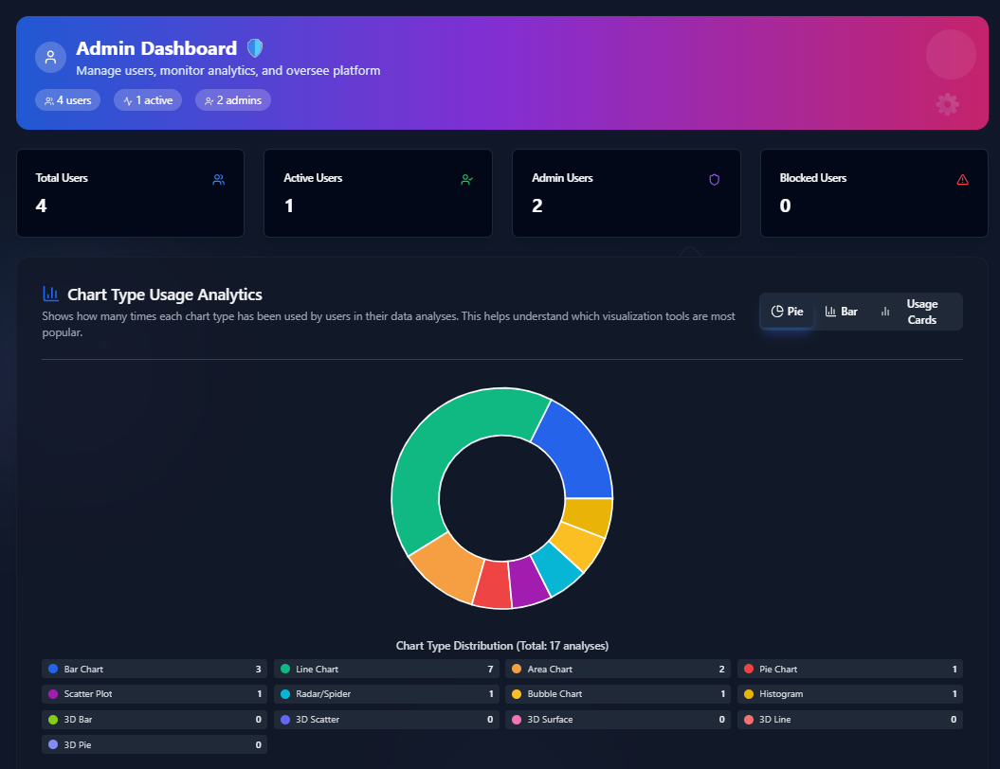 Admin Dashboard
Manage users, monitor analytics, and oversee platform
4 users
1 active
2 admins
Total Users
4
Active Users
1
Admin Users
2
Blocked Users
0
Chart Type Usage Analytics
Shows how many times each chart type has been used by users in their data analyses. This helps understand which visualization tools are most
popular.
Pie
Bar
Usage
Cards
Chart Type Distribution (Total: 17 analyses)
Bar Chart 3
Line Chart 7
Area Chart 2
Pie Chart 1
Scatter Plot 1
Radar/Spider 1
Bubble Chart 1
Histogram 1
3D Bar 0
3D Scatter 0
3D Surface 0
3D Line 0
3D Pie 0